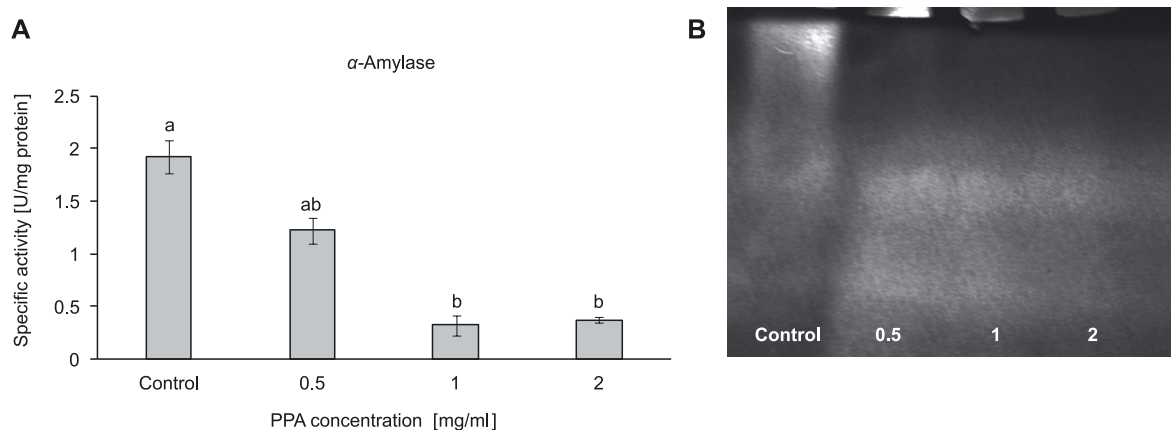 A
α-Amylase
Specific activity [U/mg protein]
2.5
2
1.5
1
0.5
0
a
ab
b
b
Control 0.5 1 2
PPA concentration [mg/ml]
B
Control 0.5 1 2